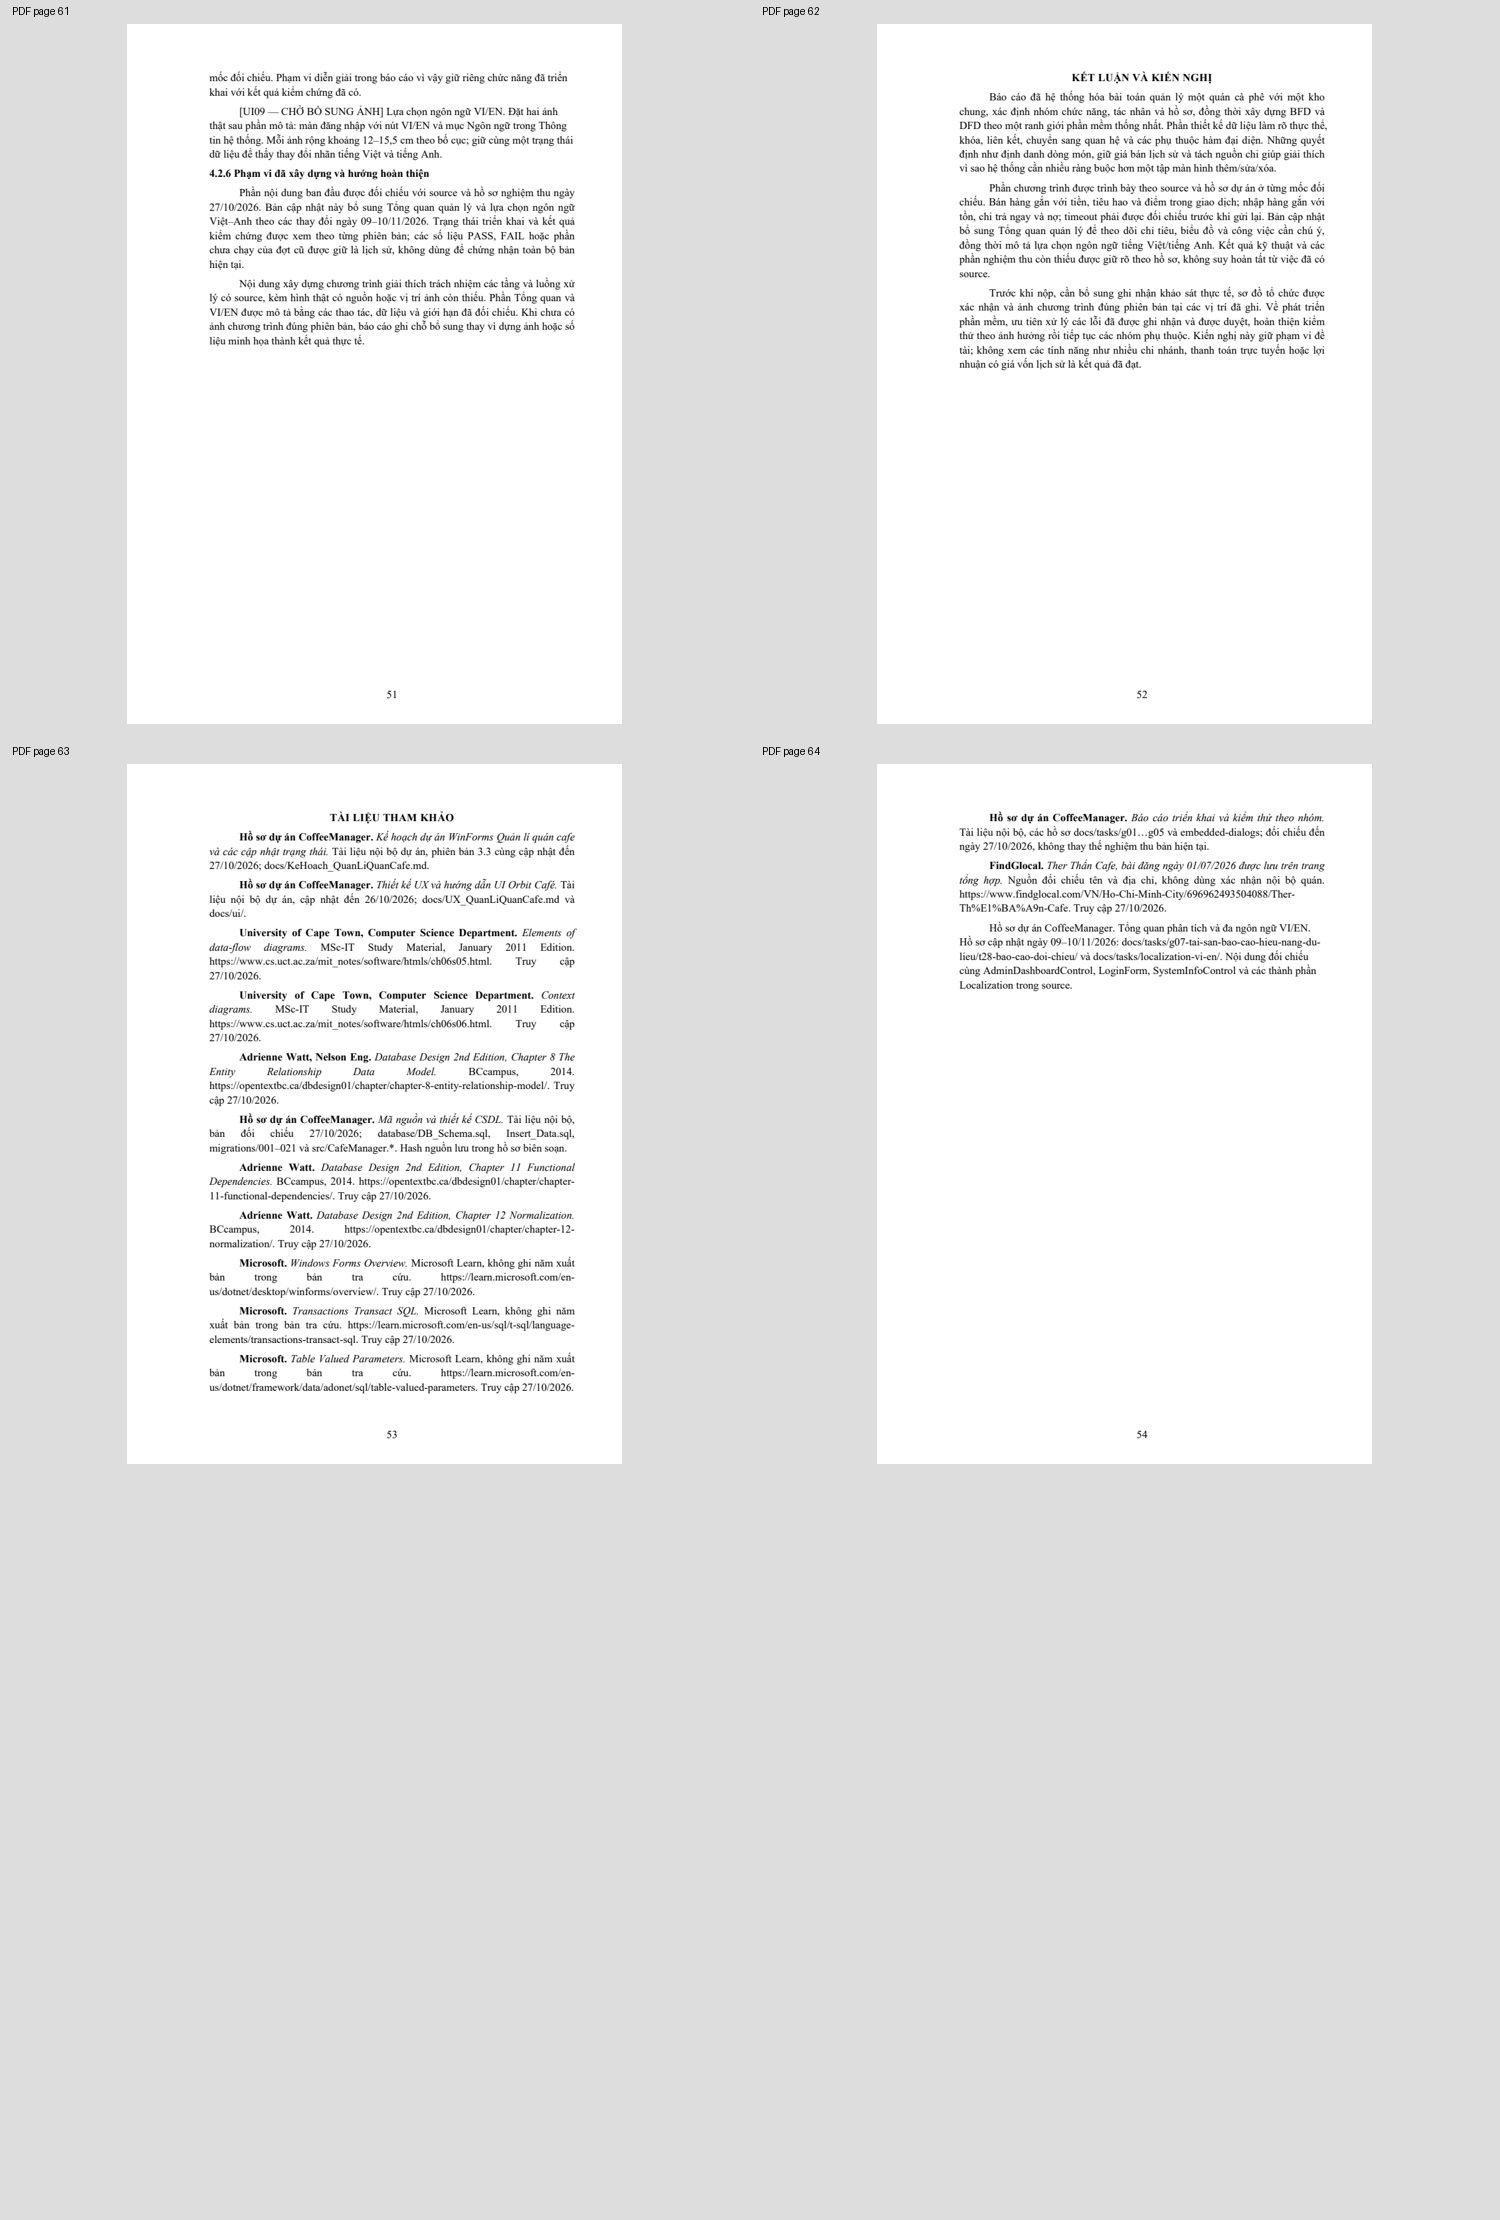 PDF page 61
mốc đối chiếu. Phạm vi diễn giải trong báo cáo vì vậy giữ riêng chức năng đã triển
khai với kết quả kiểm chứng đã có.
[UI09 — CHỜ BỔ SUNG ẢNH] Lựa chọn ngôn ngữ VI/EN. Đặt hai ảnh
thật sau phần mô tả: màn đăng nhập với nút VI/EN và mục Ngôn ngữ trong Thông
tin hệ thống. Mỗi ảnh rộng khoảng 12–15,5 cm theo bố cục; giữ cùng một trạng thái
dữ liệu để thấy thay đổi nhãn tiếng Việt và tiếng Anh.
4.2.6 Phạm vi đã xây dựng và hướng hoàn thiện
Phần nội dung ban đầu được đối chiếu với source và hồ sơ nghiệm thu ngày
27/10/2026. Bản cập nhật này bổ sung Tổng quan quản lý và lựa chọn ngôn ngữ
Việt–Anh theo các thay đổi ngày 09–10/11/2026. Trạng thái triển khai và kết quả
kiểm chứng được xem theo từng phiên bản; các số liệu PASS, FAIL hoặc phần
chưa chạy của đợt cũ được giữ là lịch sử, không dùng để chứng nhận toàn bộ bản
hiện tại.
Nội dung xây dựng chương trình giải thích trách nhiệm các tầng và luồng xử
lý có source, kèm hình thật có nguồn hoặc vị trí ảnh còn thiếu. Phần Tổng quan và
VI/EN được mô tả bằng các thao tác, dữ liệu và giới hạn đã đối chiếu. Khi chưa có
ảnh chương trình đúng phiên bản, báo cáo ghi chỗ bổ sung thay vì dựng ảnh hoặc số
liệu minh họa thành kết quả thực tế.
51
PDF page 62
KẾT LUẬN VÀ KIẾN NGHỊ
Báo cáo đã hệ thống hóa bài toán quản lý một quán cà phê với một kho
chung, xác định nhóm chức năng, tác nhân và hồ sơ, đồng thời xây dựng BFD và
DFD theo một ranh giới phần mềm thống nhất. Phần thiết kế dữ liệu làm rõ thực thể,
khóa, liên kết, chuyển sang quan hệ và các phụ thuộc hàm đại diện. Những quyết
định như định danh dòng món, giữ giá bán lịch sử và tách nguồn chi giúp giải thích
vì sao hệ thống cần nhiều ràng buộc hơn một tập màn hình thêm/sửa/xóa.
Phần chương trình được trình bày theo source và hồ sơ dự án ở từng mốc đối
chiếu. Bán hàng gắn với tiền, tiêu hao và điểm trong giao dịch; nhập hàng gắn với
tồn, chi trả ngay và nợ; timeout phải được đối chiếu trước khi gửi lại. Bản cập nhật
bổ sung Tổng quan quản lý để theo dõi chỉ tiêu, biểu đồ và công việc cần chú ý,
đồng thời mô tả lựa chọn ngôn ngữ tiếng Việt/tiếng Anh. Kết quả kỹ thuật và các
phần nghiệm thu còn thiếu được giữ rõ theo hồ sơ, không suy hoàn tất từ việc đã có
source.
Trước khi nộp, cần bổ sung ghi nhận khảo sát thực tế, sơ đồ tổ chức được
xác nhận và ảnh chương trình đúng phiên bản tại các vị trí đã ghi. Về phát triển
phần mềm, ưu tiên xử lý các lỗi đã được ghi nhận và được duyệt, hoàn thiện kiểm
thử theo ảnh hưởng rồi tiếp tục các nhóm phụ thuộc. Kiến nghị này giữ phạm vi đề
tài; không xem các tính năng như nhiều chi nhánh, thanh toán trực tuyến hoặc lợi
nhuận có giá vốn lịch sử là kết quả đã đạt.
52
PDF page 63
TÀI LIỆU THAM KHẢO
Hồ sơ dự án CoffeeManager. Kế hoạch dự án WinForms Quản lí quán cafe
và các cập nhật trạng thái. Tài liệu nội bộ dự án, phiên bản 3.3 cùng cập nhật đến
27/10/2026; docs/KeHoach_QuanLiQuanCafe.md.
Hồ sơ dự án CoffeeManager. Thiết kế UX và hướng dẫn UI Orbit Café. Tài
liệu nội bộ dự án, cập nhật đến 26/10/2026; docs/UX_QuanLiQuanCafe.md và
docs/ui/.
University of Cape Town, Computer Science Department. Elements of
data-flow diagrams. MSc-IT Study Material, January 2011 Edition.
https://www.cs.uct.ac.za/mit_notes/software/htmls/ch06s05.html. Truy cập
27/10/2026.
University of Cape Town, Computer Science Department. Context
diagrams. MSc-IT Study Material, January 2011 Edition.
https://www.cs.uct.ac.za/mit_notes/software/htmls/ch06s06.html. Truy cập
27/10/2026.
Adrienne Watt, Nelson Eng. Database Design 2nd Edition, Chapter 8 The
Entity Relationship Data Model. BCcampus, 2014.
https://opentextbc.ca/dbdesign01/chapter/chapter-8-entity-relationship-model/. Truy
cập 27/10/2026.
Hồ sơ dự án CoffeeManager. Mã nguồn và thiết kế CSDL. Tài liệu nội bộ,
bản đối chiếu 27/10/2026; database/DB_Schema.sql, Insert_Data.sql,
migrations/001–021 và src/CafeManager.*. Hash nguồn lưu trong hồ sơ biên soạn.
Adrienne Watt. Database Design 2nd Edition, Chapter 11 Functional
Dependencies. BCcampus, 2014. https://opentextbc.ca/dbdesign01/chapter/chapter-
11-functional-dependencies/. Truy cập 27/10/2026.
Adrienne Watt. Database Design 2nd Edition, Chapter 12 Normalization.
BCcampus, 2014. https://opentextbc.ca/dbdesign01/chapter/chapter-12-
normalization/. Truy cập 27/10/2026.
Microsoft. Windows Forms Overview. Microsoft Learn, không ghi năm xuất
bản trong bản tra cứu. https://learn.microsoft.com/en-
us/dotnet/desktop/winforms/overview/. Truy cập 27/10/2026.
Microsoft. Transactions Transact SQL. Microsoft Learn, không ghi năm
xuất bản trong bản tra cứu. https://learn.microsoft.com/en-us/sql/t-sql/language-
elements/transactions-transact-sql. Truy cập 27/10/2026.
Microsoft. Table Valued Parameters. Microsoft Learn, không ghi năm xuất
bản trong bản tra cứu. https://learn.microsoft.com/en-
us/dotnet/framework/data/adonet/sql/table-valued-parameters. Truy cập 27/10/2026.
53
PDF page 64
Hồ sơ dự án CoffeeManager. Báo cáo triển khai và kiểm thử theo nhóm.
Tài liệu nội bộ, các hồ sơ docs/tasks/g01…g05 và embedded-dialogs; đối chiếu đến
ngày 27/10/2026, không thay thế nghiệm thu bản hiện tại.
FindGlocal. Ther Thần Cafe, bài đăng ngày 01/07/2026 được lưu trên trang
tổng hợp. Nguồn đối chiếu tên và địa chỉ, không dùng xác nhận nội bộ quán.
https://www.findglocal.com/VN/Ho-Chi-Minh-City/696962493504088/Ther-
Th%E1%BA%A9n-Cafe. Truy cập 27/10/2026.
Hồ sơ dự án CoffeeManager. Tổng quan phân tích và đa ngôn ngữ VI/EN.
Hồ sơ cập nhật ngày 09–10/11/2026: docs/tasks/g07-tai-san-bao-cao-hieu-nang-du-
lieu/t28-bao-cao-doi-chieu/ và docs/tasks/localization-vi-en/. Nội dung đối chiếu
cùng AdminDashboardControl, LoginForm, SystemInfoControl và các thành phần
Localization trong source.
54